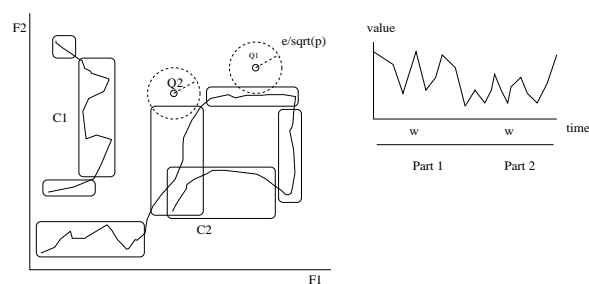 F2
e/sqrt(p)
Q1
Q2
C1
C2
F1
value
time
w w
Part 1 Part 2